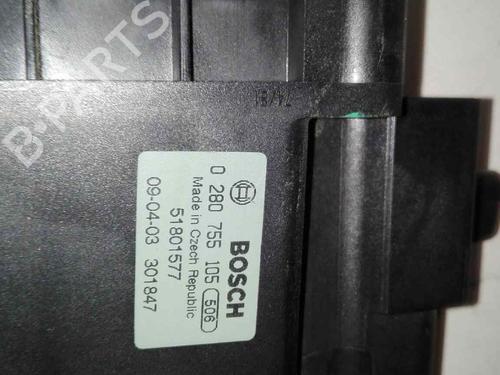 BOSCH
0 280 755 105 506
Made in Czech Republic
51801577
09-04-03 301847
B-PARTS